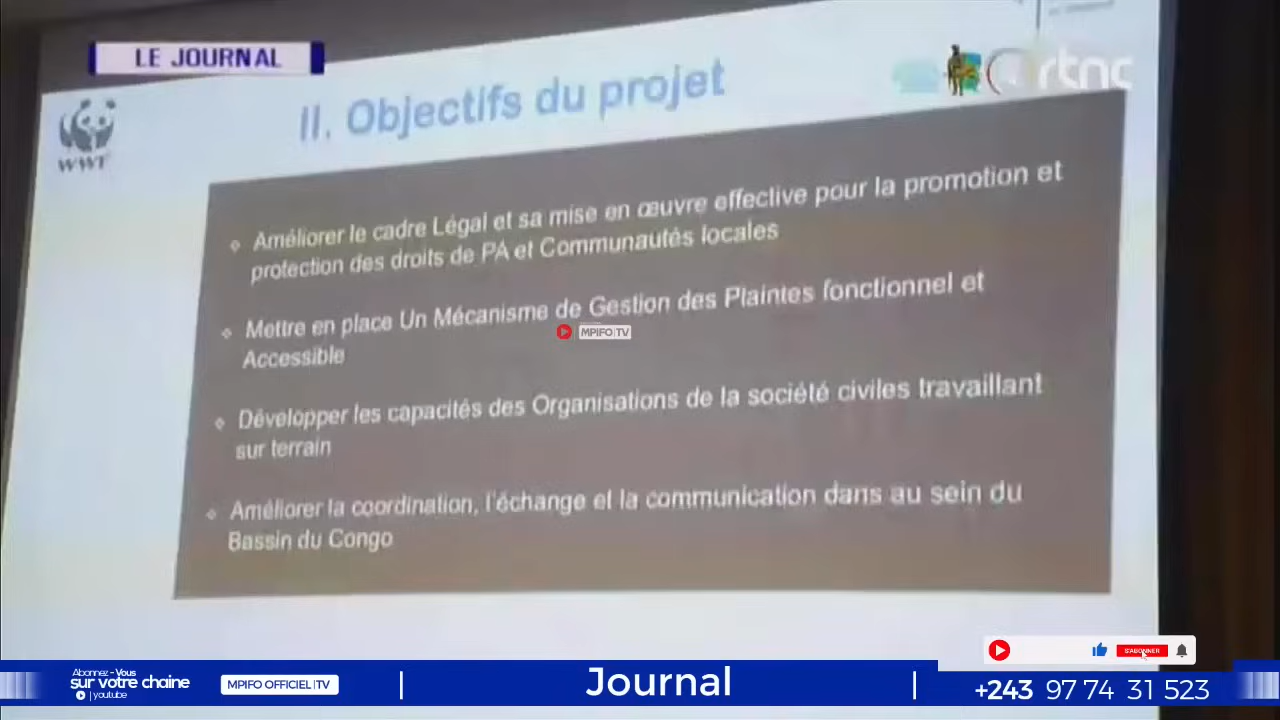 LE JOURNAL
rtnc
WWF
II. Objectifs du projet
Améliorer le cadre Légal et sa mise en œuvre effective pour la promotion et
protection des droits de PA et Communautés locales
Mettre en place Un Mécanisme de Gestion des Plaintes fonctionnel et
Accessible
MPIFO TV
Développer les capacités des Organisations de la société civiles travaillant
sur terrain
Améliorer la coordination, l'échange et la communication dans au sein du
Bassin du Congo
S'ABONNER
Abonnez - Vous
sur votre chaine
| youtube
MPIFO OFFICIEL | TV
Journal
+243 97 74 31 523